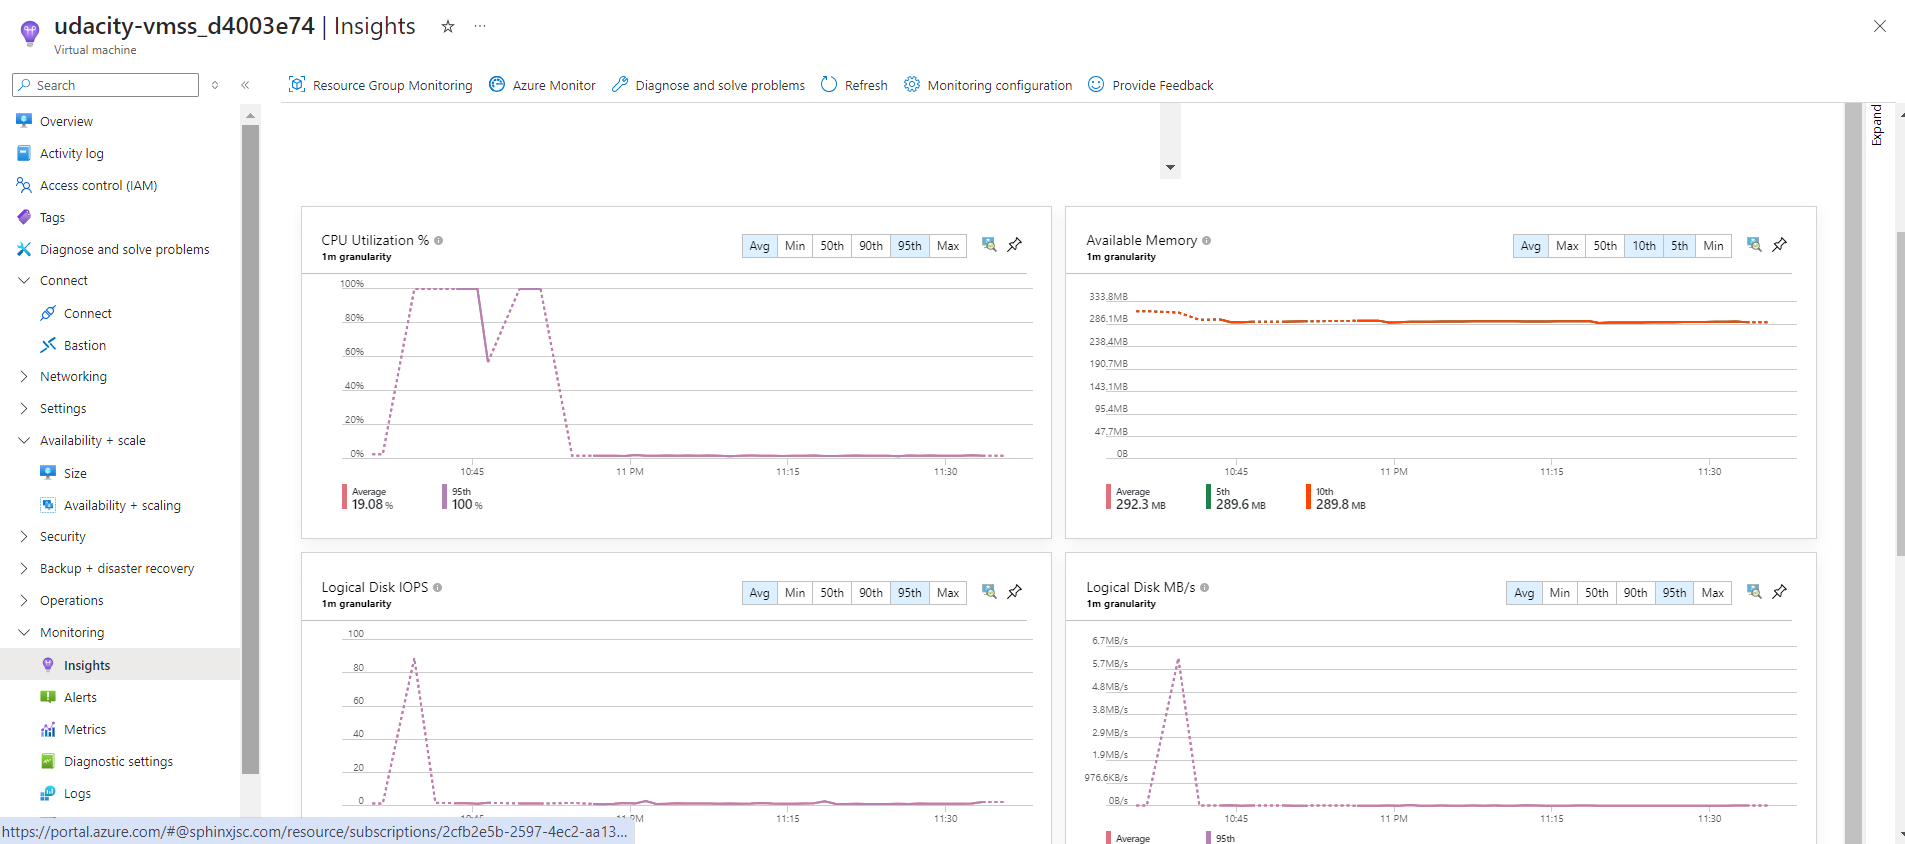 udacity-vmss_d4003e74 | Insights
Virtual machine
Search
Resource Group Monitoring
Azure Monitor
Diagnose and solve problems
Refresh
Monitoring configuration
Provide Feedback
Overview
Activity log
Access control (IAM)
Tags
Diagnose and solve problems
Connect
Connect
Bastion
Networking
Settings
Availability + scale
Size
Availability + scaling
Security
Backup + disaster recovery
Operations
Monitoring
Insights
Alerts
Metrics
Diagnostic settings
Logs
https://portal.azure.com/#@sphinxjsc.com/resource/subscriptions/2cfb2e5b-2597-4ec2-aa13...
Expand
CPU Utilization %
1m granularity
Avg Min 50th 90th 95th Max
100%
80%
60%
40%
20%
0%
10:45 11 PM 11:15 11:30
Average
19.08 %
95th
100 %
Available Memory
1m granularity
Avg Max 50th 10th 5th Min
333.8MB
286.1MB
238.4MB
190.7MB
143.1MB
95.4MB
47.7MB
0B
10:45 11 PM 11:15 11:30
Average
292.3 MB
5th
289.6 MB
10th
289.8 MB
Logical Disk IOPS
1m granularity
Avg Min 50th 90th 95th Max
100
80
60
40
20
0
11:15 11:30
Logical Disk MB/s
1m granularity
Avg Min 50th 90th 95th Max
6.7MB/s
5.7MB/s
4.8MB/s
3.8MB/s
2.9MB/s
1.9MB/s
976.6KB/s
0B/s
10:45 11 PM 11:15 11:30
Average
95th